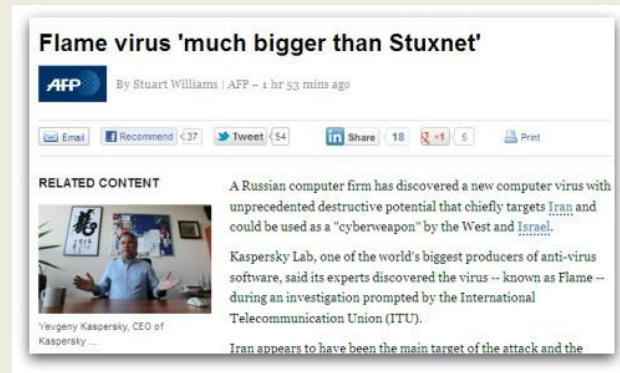 Flame virus 'much bigger than Stuxnet'
AFP
By Stuart Williams | AFP – 1 hr 53 mins ago
Email Recommend 37 Tweet 54 in Share 18 +1 5 Print
RELATED CONTENT
Yevgeny Kaspersky, CEO of
Kaspersky ...
A Russian computer firm has discovered a new computer virus with
unprecedented destructive potential that chiefly targets Iran and
could be used as a "cyberweapon" by the West and Israel.
Kaspersky Lab, one of the world's biggest producers of anti-virus
software, said its experts discovered the virus -- known as Flame --
during an investigation prompted by the International
Telecommunication Union (ITU).
Iran appears to have been the main target of the attack and the